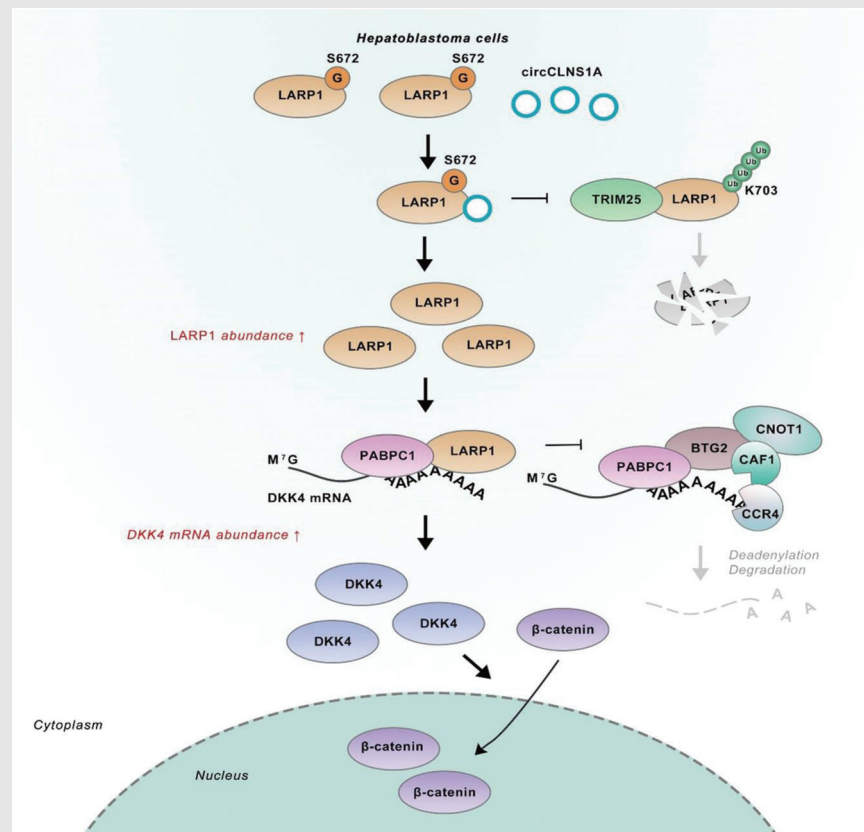 Hepatoblastoma cells
S672
G
LARP1
S672
G
LARP1
circCLNS1A
S672
G
LARP1
TRIM25
LARP1
Ub
Ub
Ub
Ub
K703
LARP1
LARP1
LARP1
LARP1 abundance ↑
M⁷G
PABPC1
LARP1
AAAAAAAAA
DKK4 mRNA
M⁷G
PABPC1
BTG2
CNOT1
CAF1
CCR4
AAAAAAAAA
DKK4 mRNA abundance ↑
Deadenylation
Degradation
A
A
A
A
DKK4
DKK4
DKK4
β-catenin
Cytoplasm
Nucleus
β-catenin
β-catenin